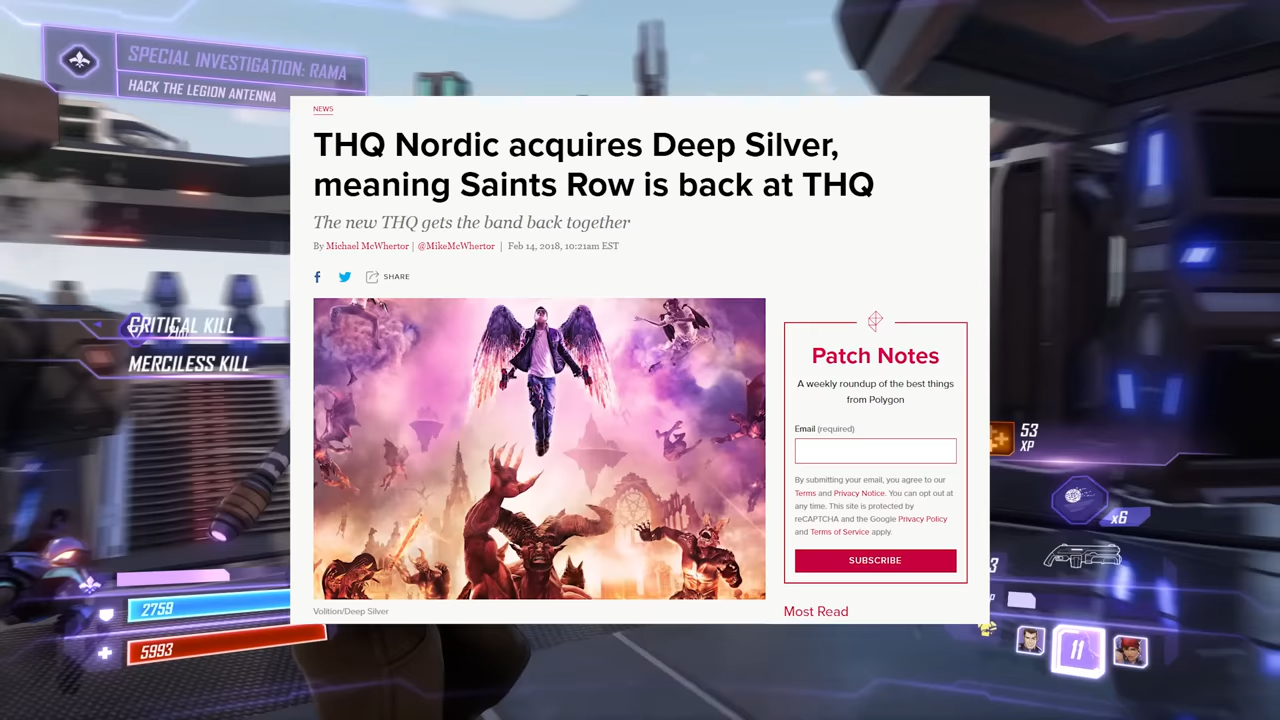 SPECIAL INVESTIGATION: RAMA
HACK THE LEGION ANTENNA
NEWS
THQ Nordic acquires Deep Silver,
meaning Saints Row is back at THQ
The new THQ gets the band back together
By Michael McWhertor | @MikeMcWhertor | Feb 14, 2018, 10:21am EST
SHARE
CRITICAL KILL
MERCILESS KILL
Patch Notes
A weekly roundup of the best things
from Polygon
Email (required)
By submitting your email, you agree to our
Terms and Privacy Notice. You can opt out at
any time. This site is protected by
reCAPTCHA and the Google Privacy Policy
and Terms of Service apply.
SUBSCRIBE
Volition/Deep Silver
Most Read
53
XP
x6
3
2759
5993
11